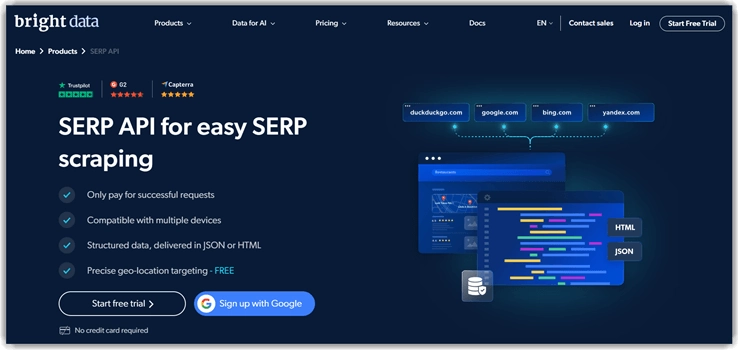 bright data
Products
Data for AI
Pricing
Resources
Docs
EN
Contact sales
Log in
Start Free Trial
Home > Products > SERP API
Trustpilot
G2
Capterra
SERP API for easy SERP
scraping
Only pay for successful requests
Compatible with multiple devices
Structured data, delivered in JSON or HTML
Precise geo-location targeting - FREE
Start free trial >
Sign up with Google
No credit card required
duckduckgo.com
google.com
bing.com
yandex.com
HTML
JSON